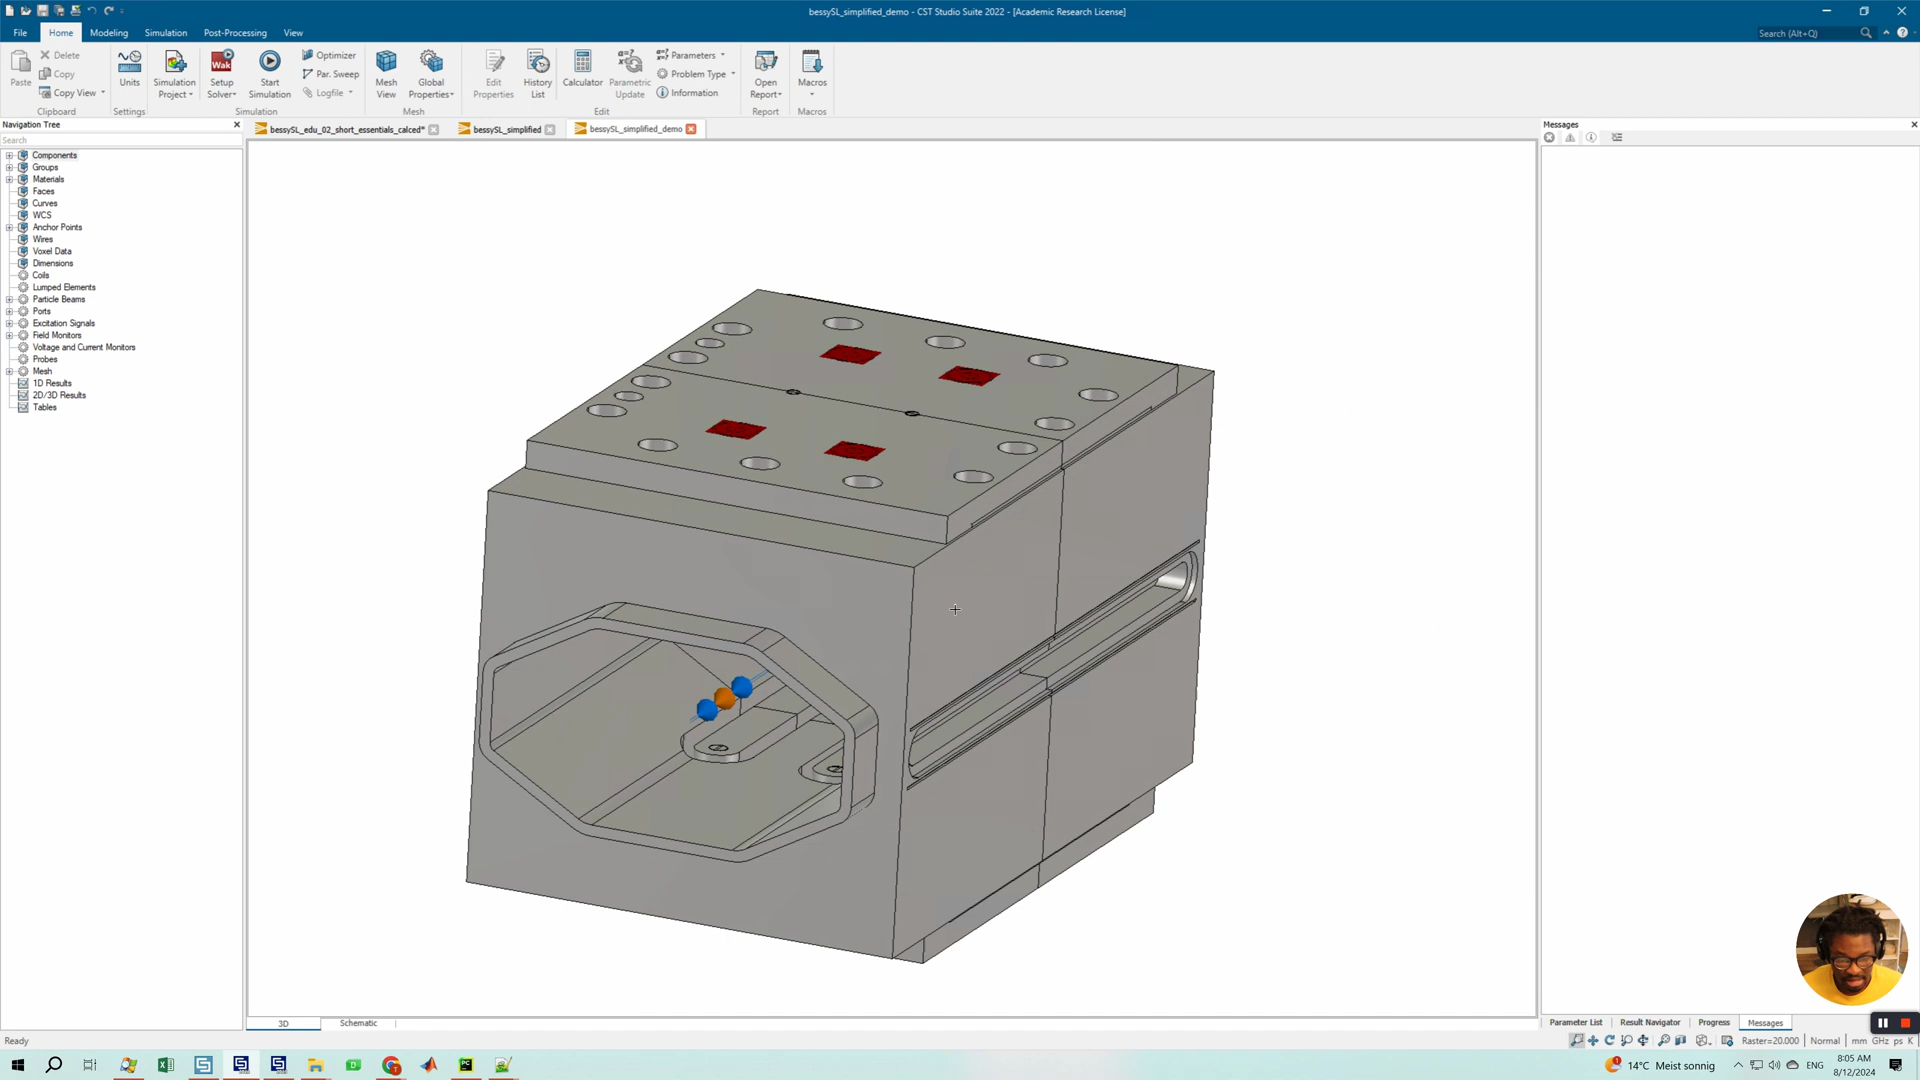 bessySL_simplified_demo - CST Studio Suite 2022 - [Academic Research License]
File Home Modeling Simulation Post-Processing View
Search (Alt+Q)
Paste
Delete
Copy
Copy View
Clipboard
Units
Settings
Simulation Project
Wak
Setup Solver
Start Simulation
Optimizer
Par. Sweep
Logfile
Simulation
Mesh View
Global Properties
Mesh
Edit Properties
History List
Calculator
Parametric Update
Parameters
Problem Type
Information
Edit
Open Report
Report
Macros
Macros
Navigation Tree
bessySL_edu_02_short_essentials_calced*
bessySL_simplified
bessySL_simplified_demo
Messages
Search
Components
Groups
Materials
Faces
Curves
WCS
Anchor Points
Wires
Voxel Data
Dimensions
Coils
Lumped Elements
Particle Beams
Ports
Excitation Signals
Field Monitors
Voltage and Current Monitors
Probes
Mesh
1D Results
2D/3D Results
Tables
3D Schematic
Parameter List Result Navigator Progress Messages
Ready
Raster=20.000 Normal mm GHz ps K
14°C Meist sonnig
ENG
8:05 AM
8/12/2024